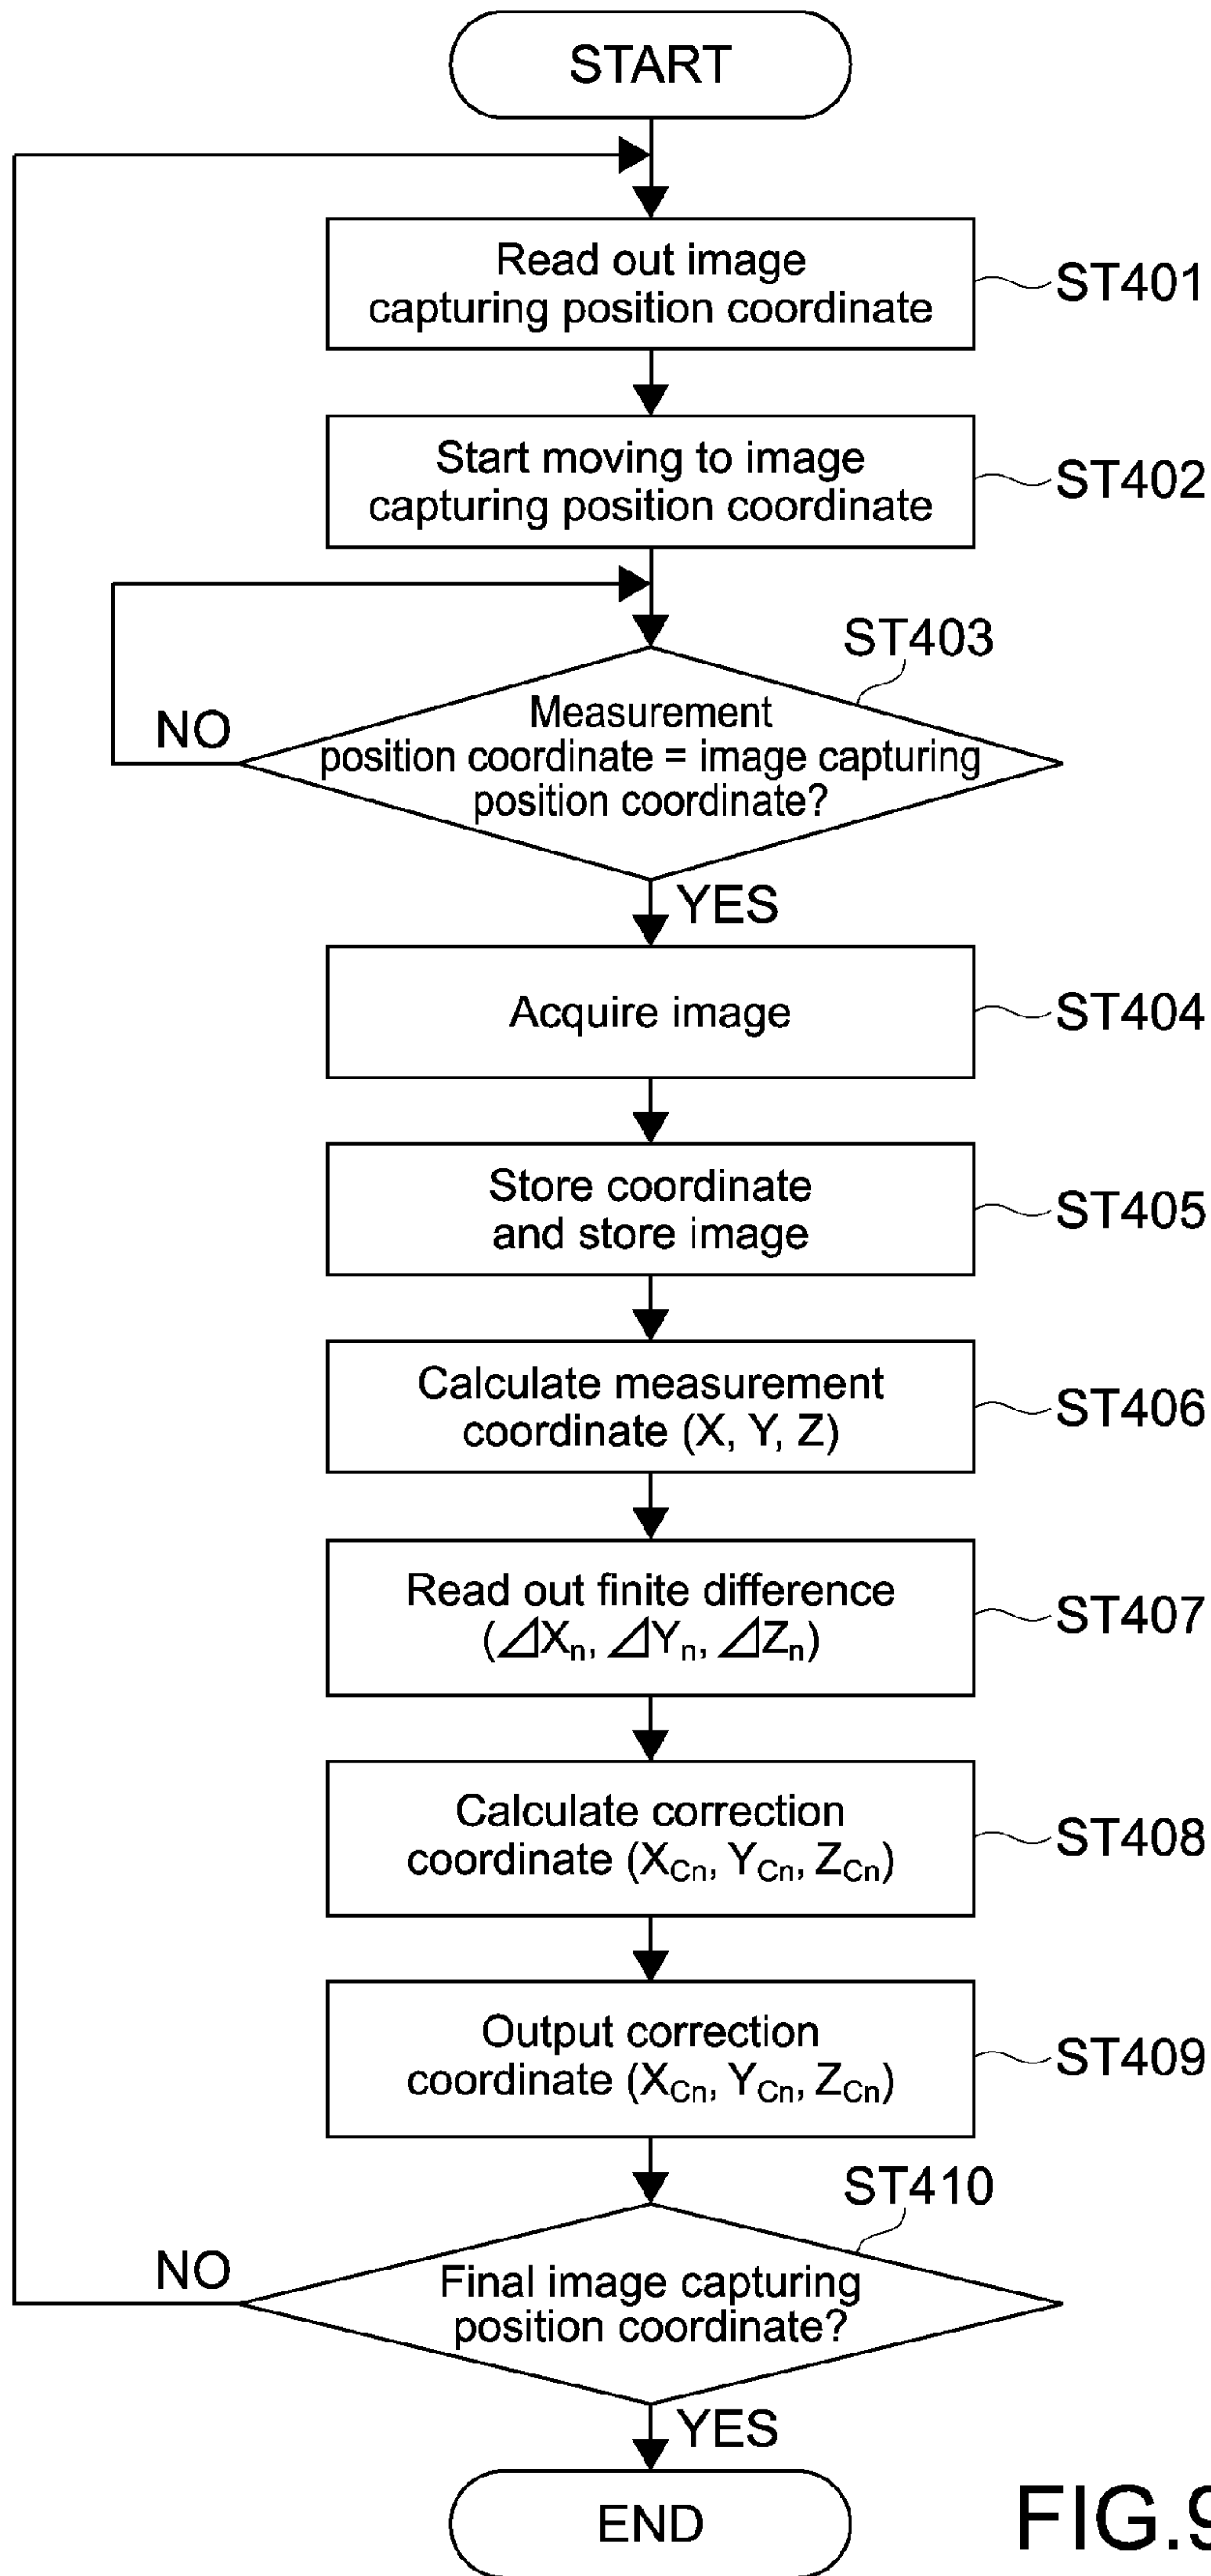 START
Read out image
capturing position coordinate
ST401
Start moving to image
capturing position coordinate
ST402
ST403
NO
Measurement
position coordinate = image capturing
position coordinate?
YES
Acquire image
ST404
Store coordinate
and store image
ST405
Calculate measurement
coordinate (X, Y, Z)
ST406
Read out finite difference
(⊿Xn, ⊿Yn, ⊿Zn)
ST407
Calculate correction
coordinate (XCn, YCn, ZCn)
ST408
Output correction
coordinate (XCn, YCn, ZCn)
ST409
ST410
NO
Final image capturing
position coordinate?
YES
END
FIG.9